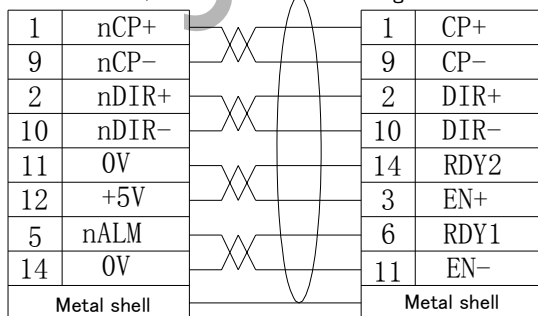 1 nCP+ 1 CP+
9 nCP− 9 CP−
2 nDIR+ 2 DIR+
10 nDIR− 10 DIR−
11 0V 14 RDY2
12 +5V 3 EN+
5 nALM 6 RDY1
14 0V 11 EN−
Metal shell Metal shell